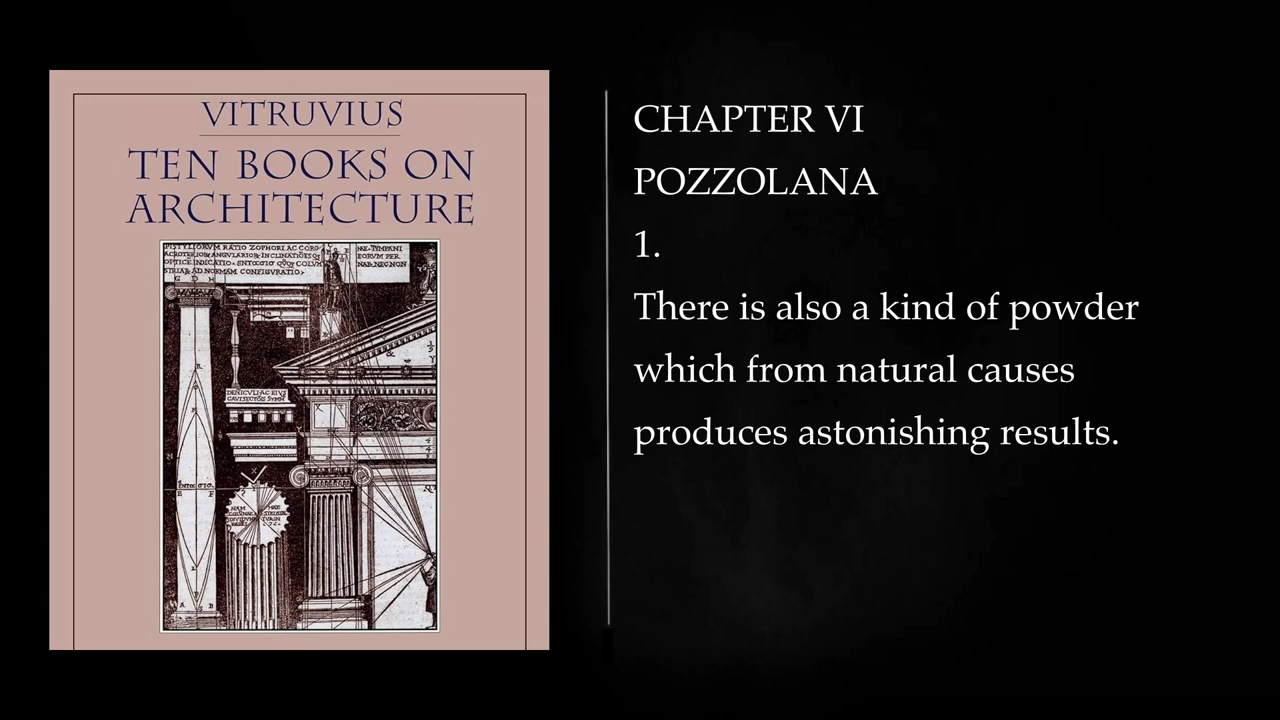 VITRUVIUS
TEN BOOKS ON
ARCHITECTURE
CHAPTER VI
POZZOLANA
1.
There is also a kind of powder
which from natural causes
produces astonishing results.